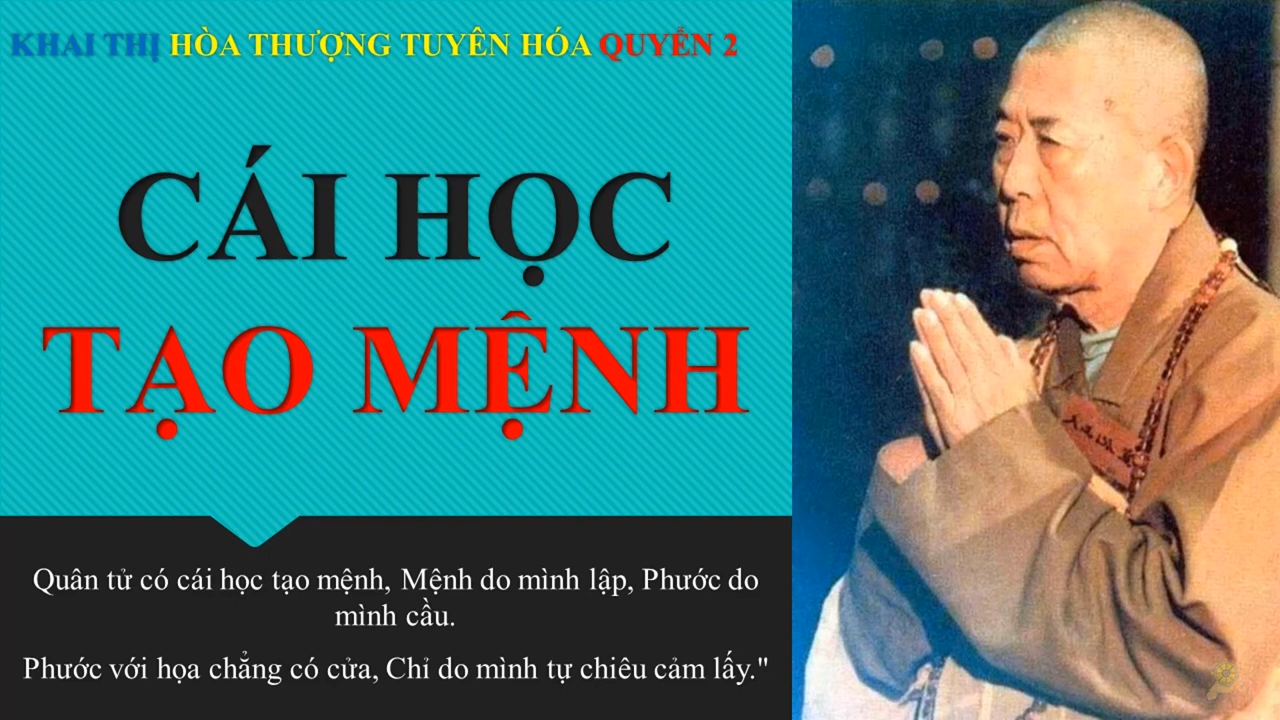 KHAI THỊ HÒA THƯỢNG TUYÊN HÓA QUYỂN 2
CÁI HỌC
TẠO MỆNH
Quân tử có cái học tạo mệnh, Mệnh do mình lập, Phước do
mình cầu.
Phước với họa chẳng có cửa, Chỉ do mình tự chiêu cảm lấy."